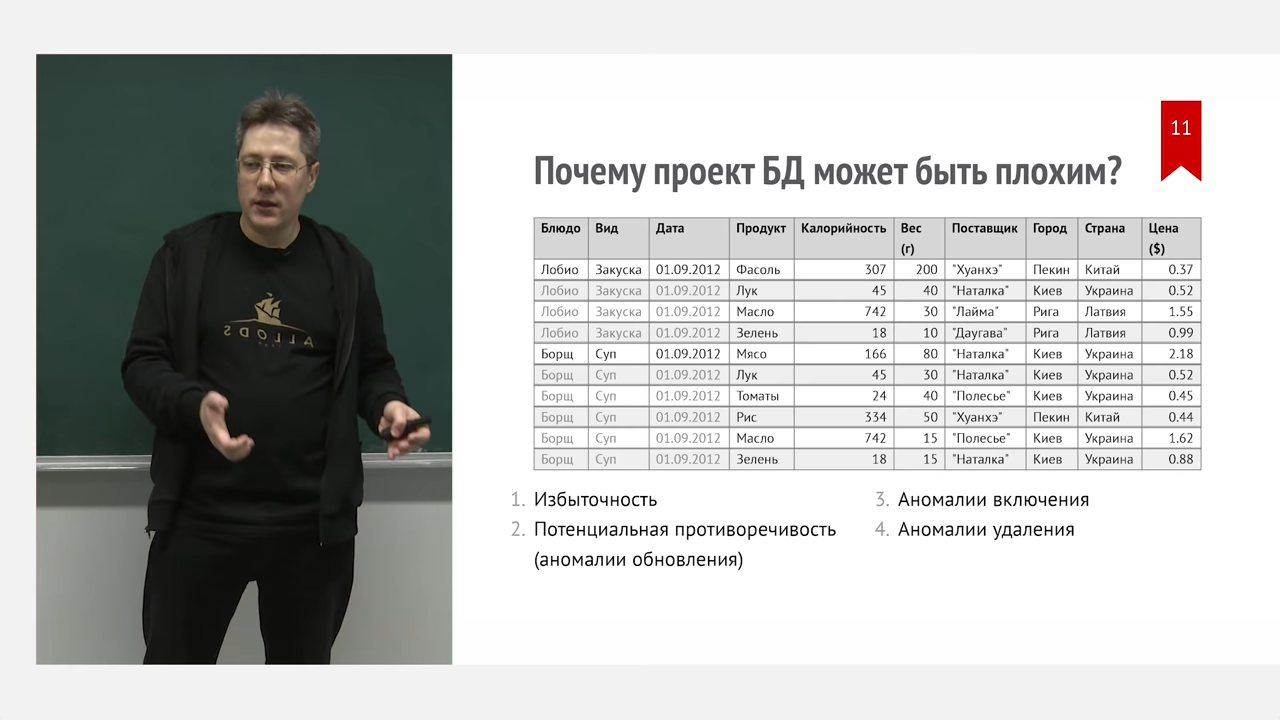 ALLODS
11
Почему проект БД может быть плохим?
Блюдо Вид Дата Продукт Калорийность Вес (г) Поставщик Город Страна Цена ($)
Лобио Закуска 01.09.2012 Фасоль 307 200 "Хуанхэ" Пекин Китай 0.37
Лобио Закуска 01.09.2012 Лук 45 40 "Наталка" Киев Украина 0.52
Лобио Закуска 01.09.2012 Масло 742 30 "Лайма" Рига Латвия 1.55
Лобио Закуска 01.09.2012 Зелень 18 10 "Даугава" Рига Латвия 0.99
Борщ Суп 01.09.2012 Мясо 166 80 "Наталка" Киев Украина 2.18
Борщ Суп 01.09.2012 Лук 45 30 "Наталка" Киев Украина 0.52
Борщ Суп 01.09.2012 Томаты 24 40 "Полесье" Киев Украина 0.45
Борщ Суп 01.09.2012 Рис 334 50 "Хуанхэ" Пекин Китай 0.44
Борщ Суп 01.09.2012 Масло 742 15 "Полесье" Киев Украина 1.62
Борщ Суп 01.09.2012 Зелень 18 15 "Наталка" Киев Украина 0.88
1. Избыточность
2. Потенциальная противоречивость
(аномалии обновления)
3. Аномалии включения
4. Аномалии удаления